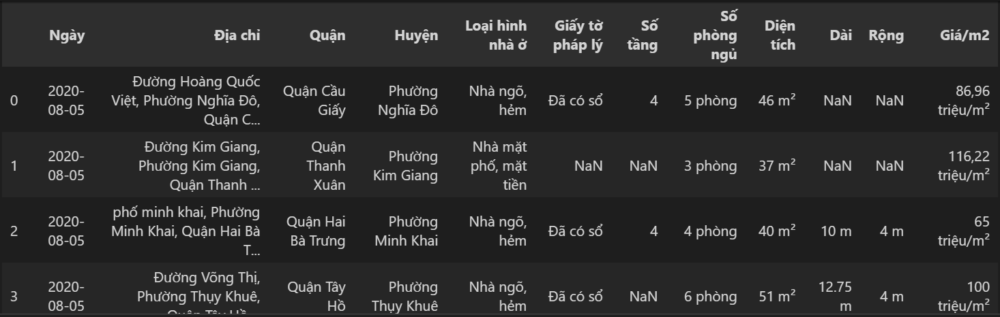 Ngày Địa chỉ Quận Huyện Loại hình nhà ở Giấy tờ pháp lý Số tầng Số phòng ngủ Diện tích Dài Rộng Giá/m2
0 2020-08-05 Đường Hoàng Quốc Việt, Phường Nghĩa Đô, Quận C... Quận Cầu Giấy Phường Nghĩa Đô Nhà ngõ, hẻm Đã có sổ 4 5 phòng 46 m² NaN NaN 86,96 triệu/m²
1 2020-08-05 Đường Kim Giang, Phường Kim Giang, Quận Thanh ... Quận Thanh Xuân Phường Kim Giang Nhà mặt phố, mặt tiền NaN NaN 3 phòng 37 m² NaN NaN 116,22 triệu/m²
2 2020-08-05 phố minh khai, Phường Minh Khai, Quận Hai Bà T... Quận Hai Bà Trưng Phường Minh Khai Nhà ngõ, hẻm Đã có sổ 4 4 phòng 40 m² 10 m 4 m 65 triệu/m²
3 2020-08-05 Đường Võng Thị, Phường Thụy Khuê, Quận Tây Hồ... Quận Tây Hồ Phường Thụy Khuê Nhà ngõ, hẻm Đã có sổ NaN 6 phòng 51 m² 12.75 m 4 m 100 triệu/m²